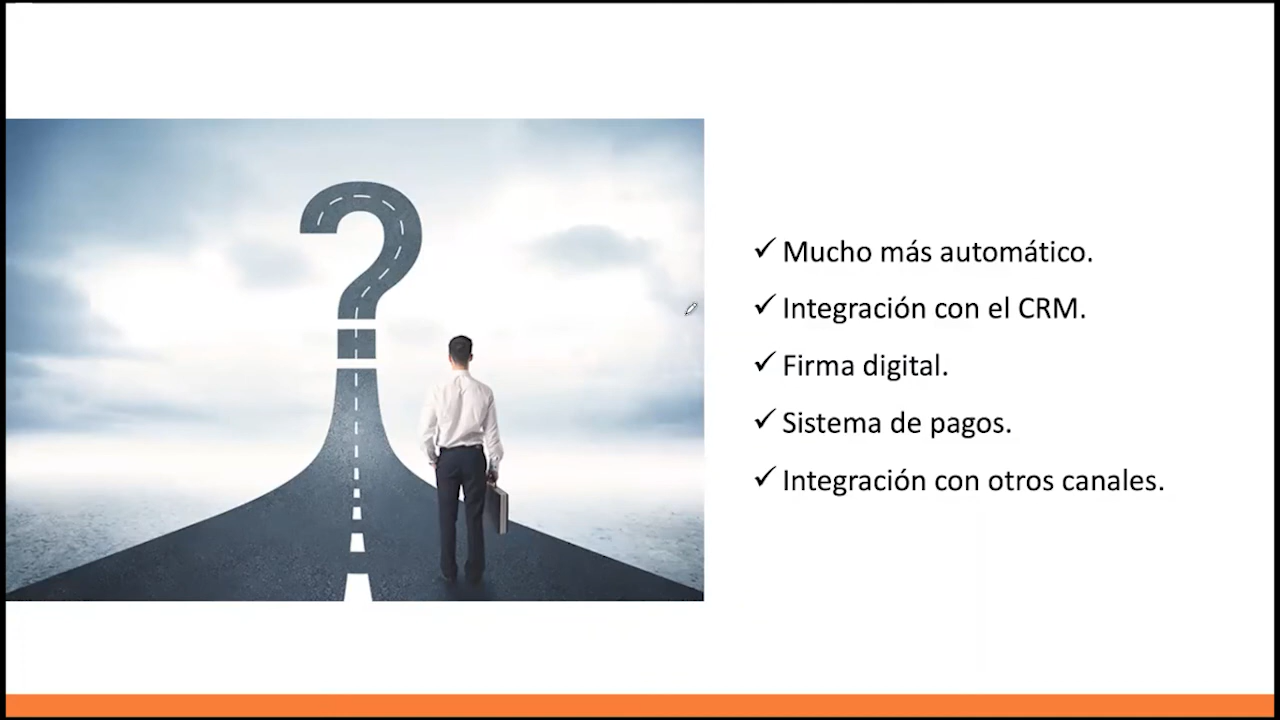 Mucho más automático.
Integración con el CRM.
Firma digital.
Sistema de pagos.
Integración con otros canales.